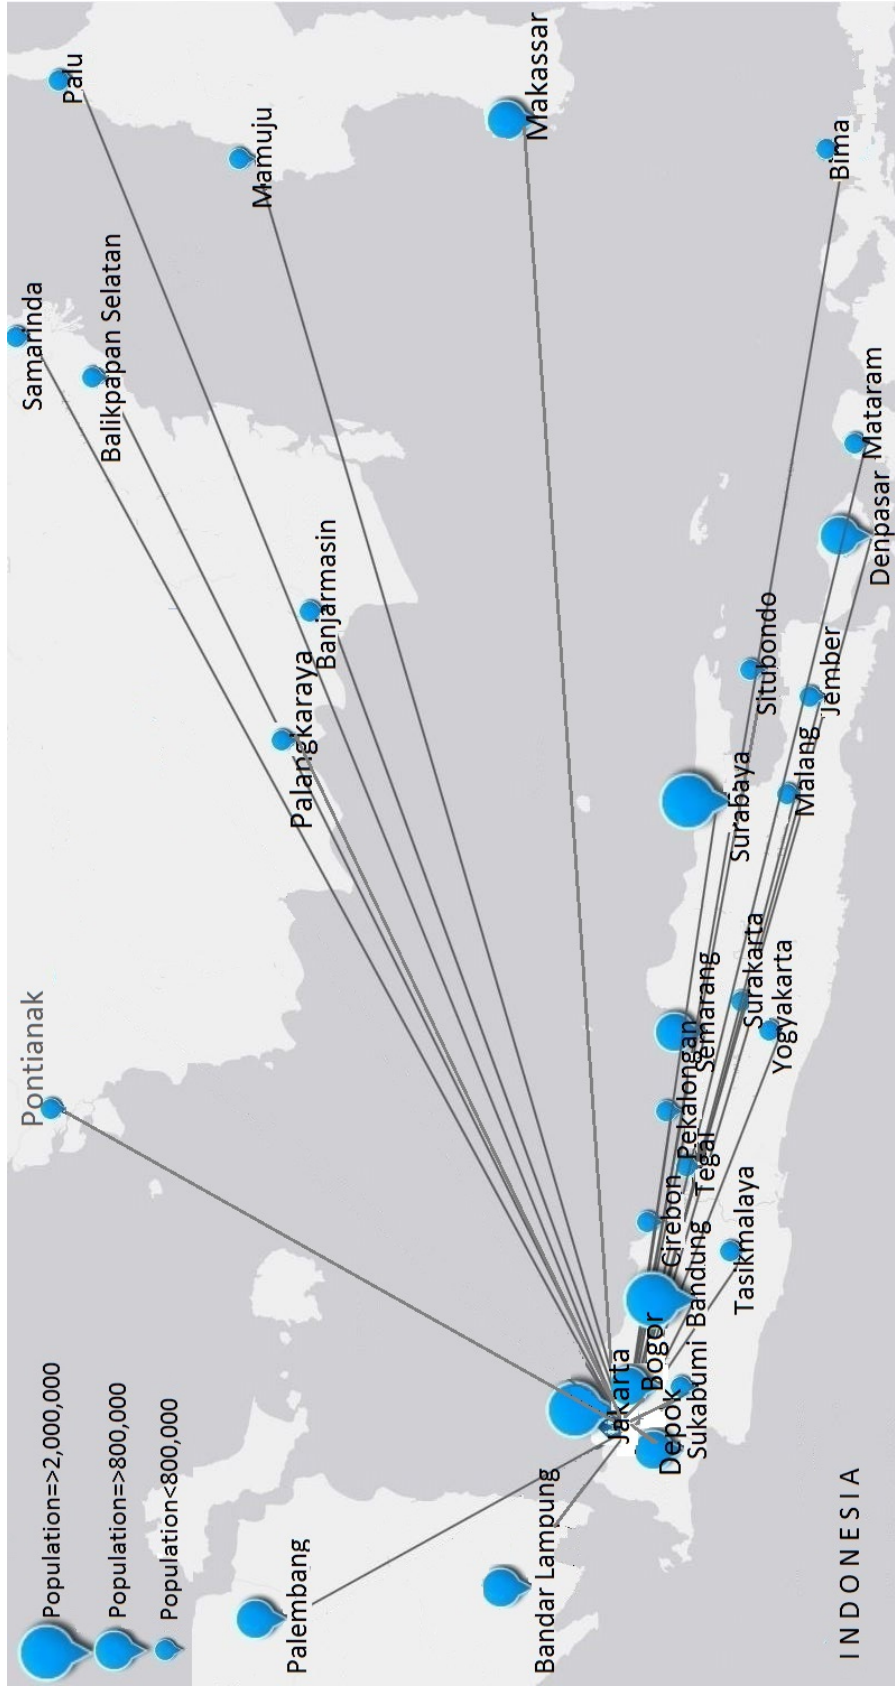 Population=>2,000,000
Population=>800,000
Population<800,000
Pontianak
Samarinda
Palu
Balikpapan Selatan
Mamuju
Palembang
Palangkaraya
Banjarmasin
Makassar
Bandar Lampung
Jakarta
Bogor
Depok
Sukabumi
Bandung
Cirebon
Tegal
Pekalongan
Semarang
Tasikmalaya
Surakarta
Yogyakarta
Surabaya
Malang
Situbondo
Jember
Denpasar
Mataram
Bima
INDONESIA